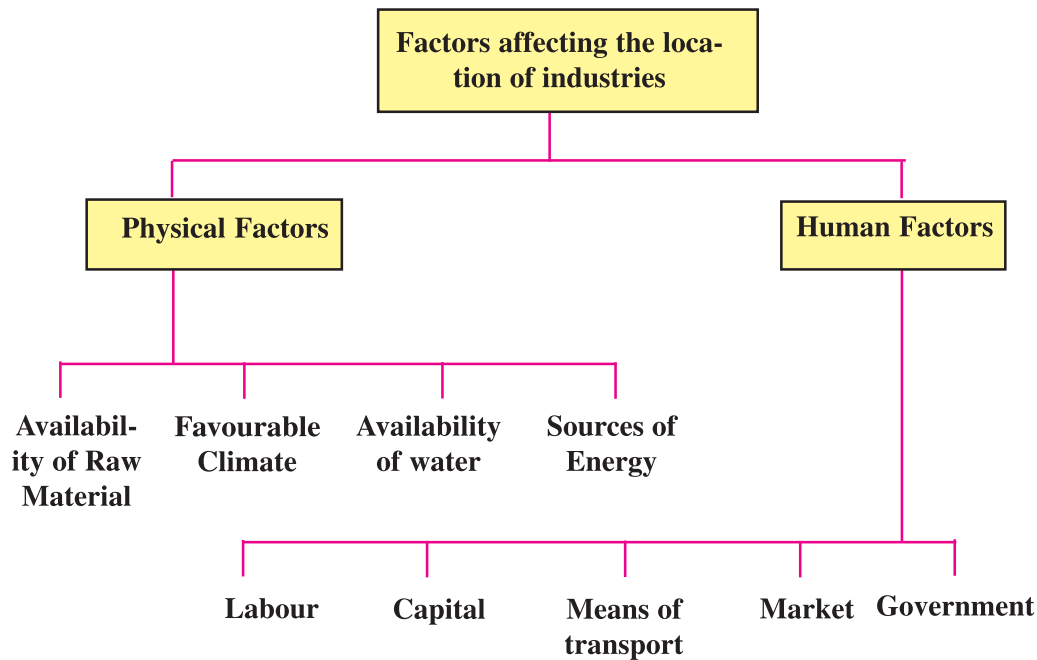 Factors affecting the loca-
tion of industries
Physical Factors
Human Factors
Availabil-
ity of Raw
Material
Favourable
Climate
Availability
of water
Sources of
Energy
Labour
Capital
Means of
transport
Market
Government